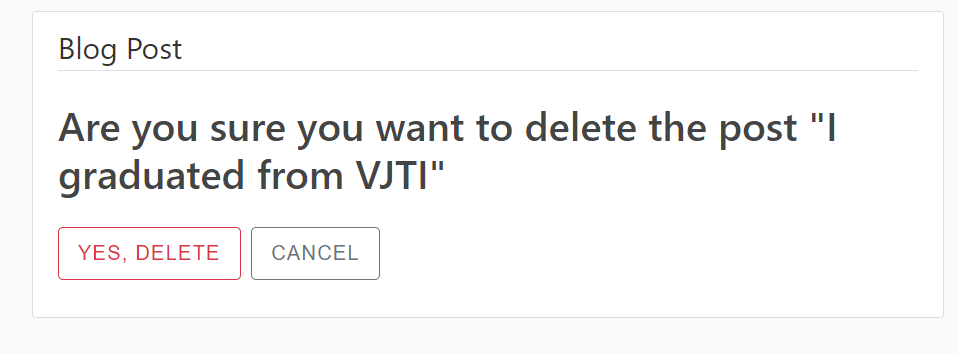 Blog Post
Are you sure you want to delete the post "I
graduated from VJTI"
YES, DELETE CANCEL